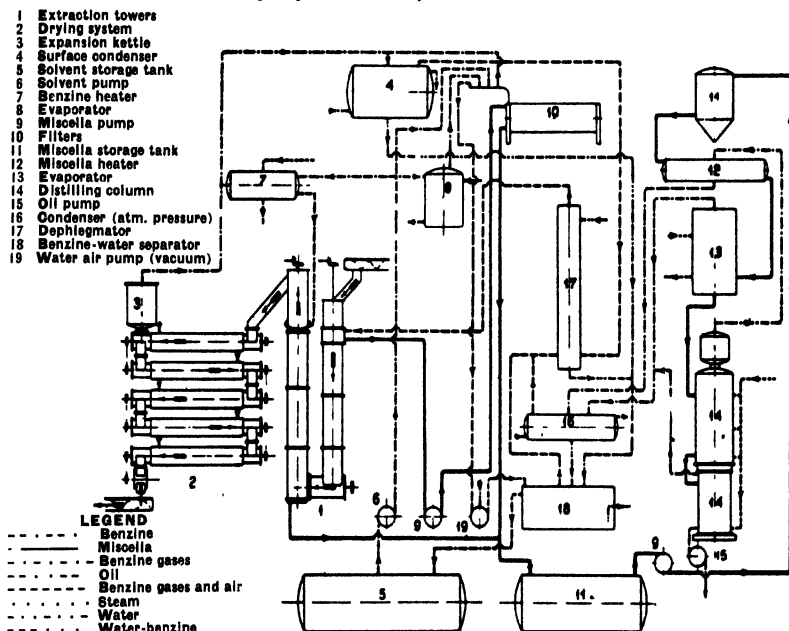 1 Extraction towers
2 Drying system
3 Expansion kettle
4 Surface condenser
5 Solvent storage tank
6 Solvent pump
7 Benzine heater
8 Evaporator
9 Miscella pump
10 Filters
11 Miscella storage tank
12 Miscella heater
13 Evaporator
14 Distilling column
15 Oil pump
16 Condenser (atm. pressure)
17 Dephlegmator
18 Benzine-water separator
19 Water air pump (vacuum)
4
10
11
12
7
8
13
17
3
1
16
14
14
2
1
6
9
19
18
9
15
5
11
LEGEND
Benzine
Miscella
Benzine gases
Oil
Benzine gases and air
Steam
Water
Water-benzine